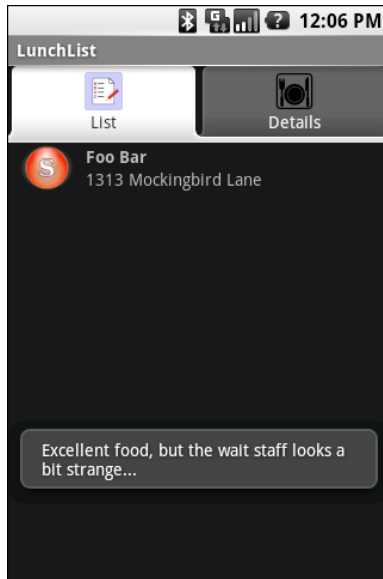 12:06 PM
LunchList
List
Details
S
Foo Bar
1313 Mockingbird Lane
Excellent food, but the wait staff looks a
bit strange...